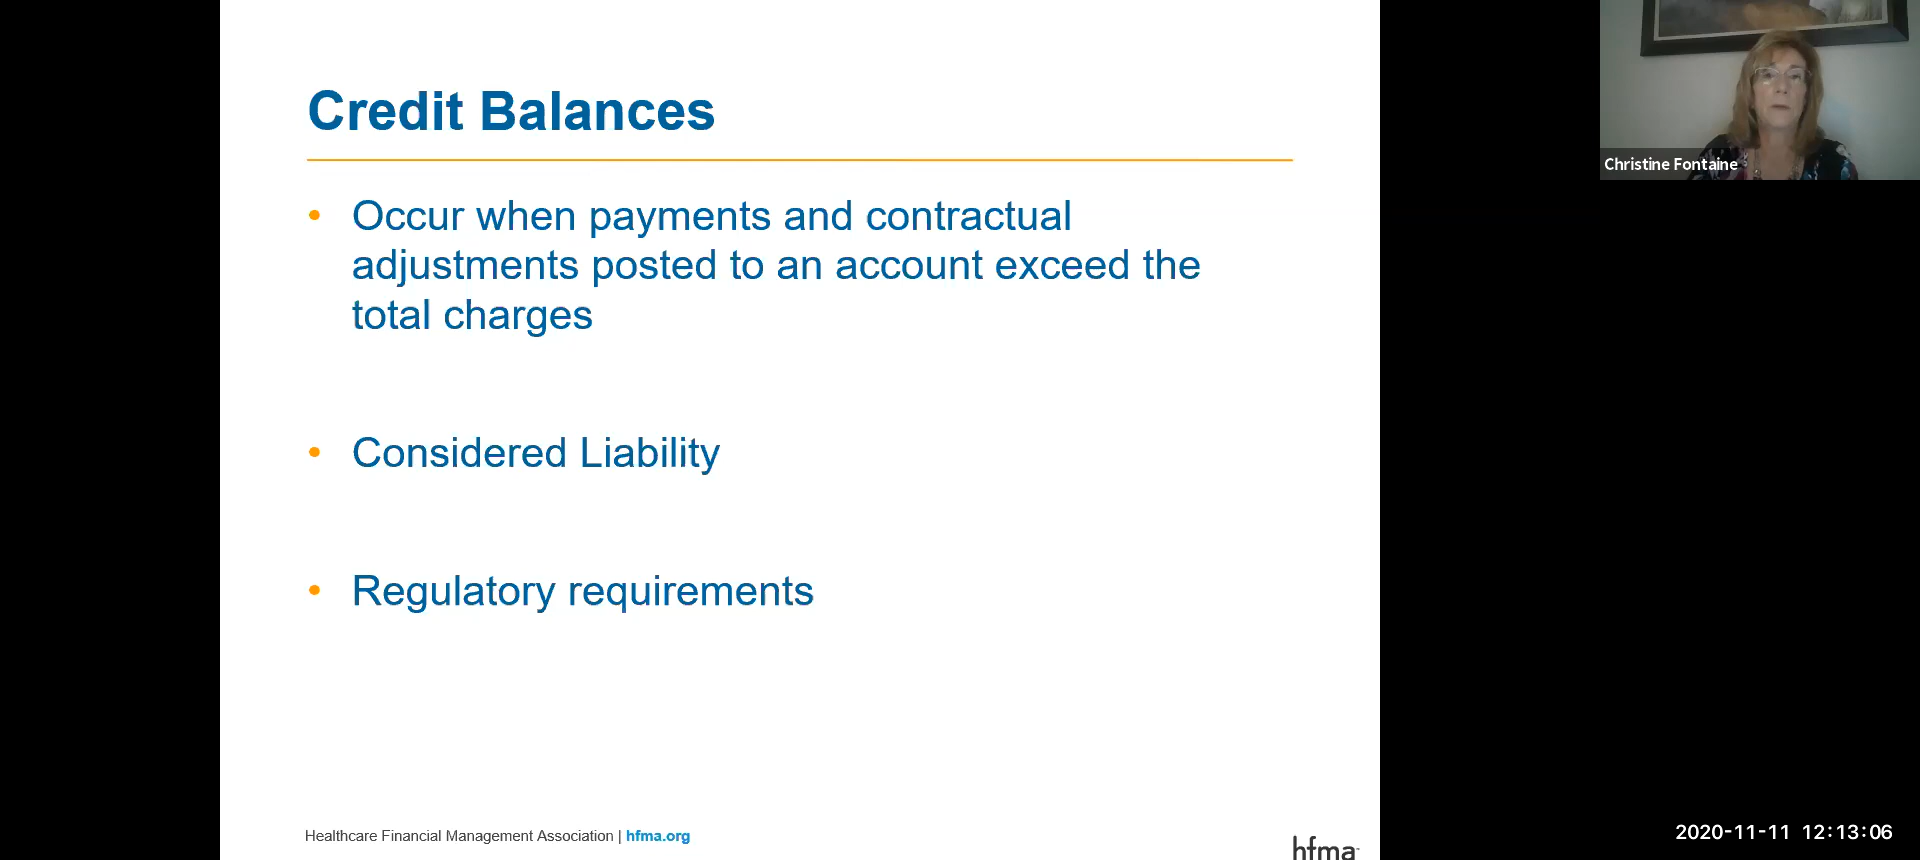 Credit Balances
• Occur when payments and contractual
adjustments posted to an account exceed the
total charges
• Considered Liability
• Regulatory requirements
Healthcare Financial Management Association | hfma.org
hfma
Christine Fontaine
2020-11-11 12:13:06